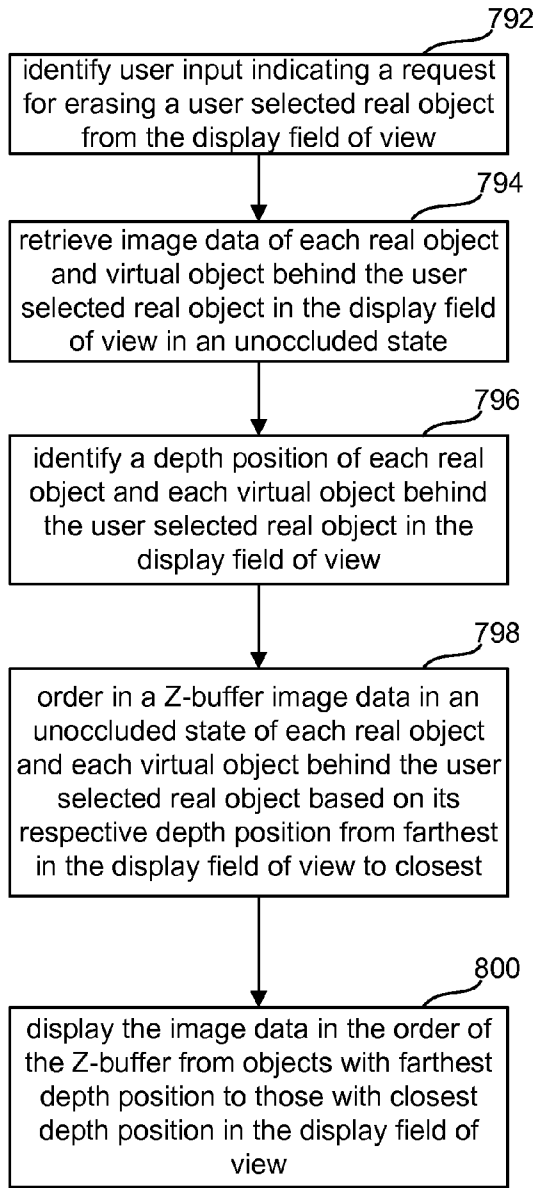 792
identify user input indicating a request
for erasing a user selected real object
from the display field of view
794
retrieve image data of each real object
and virtual object behind the user
selected real object in the display field
of view in an unoccluded state
796
identify a depth position of each real
object and each virtual object behind
the user selected real object in the
display field of view
798
order in a Z-buffer image data in an
unoccluded state of each real object
and each virtual object behind the user
selected real object based on its
respective depth position from farthest
in the display field of view to closest
800
display the image data in the order of
the Z-buffer from objects with farthest
depth position to those with closest
depth position in the display field of
view